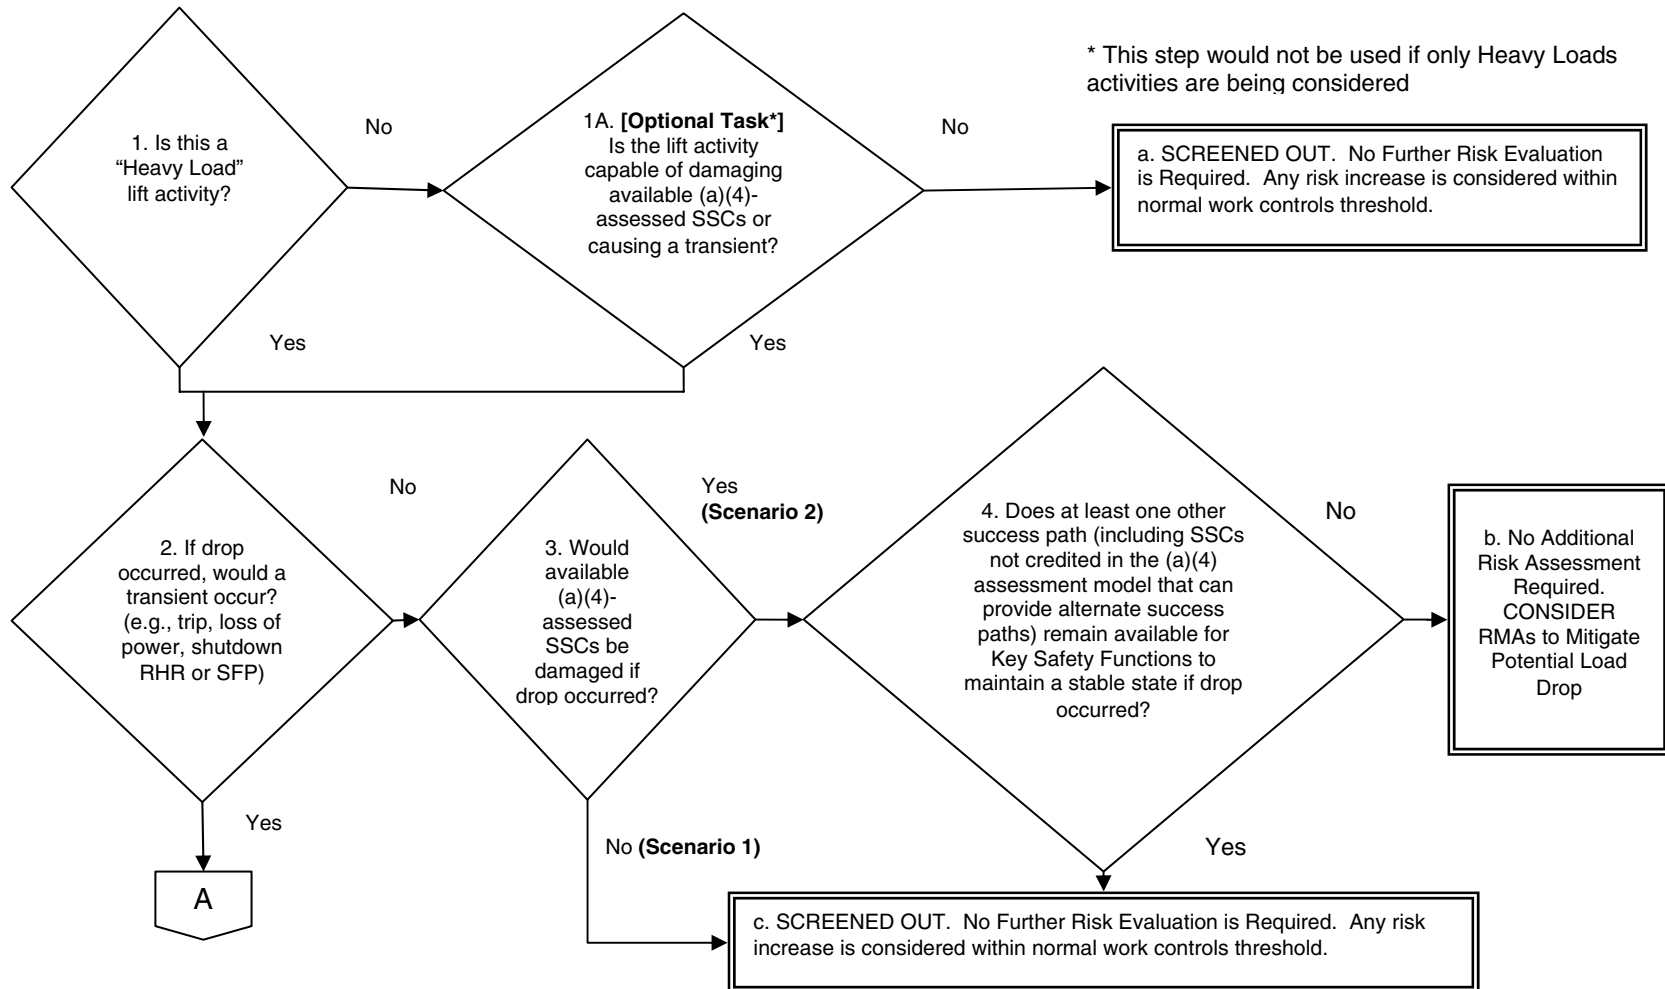 * This step would not be used if only Heavy Loads
activities are being considered
1. Is this a
“Heavy Load”
lift activity?
No
1A. [Optional Task*]
Is the lift activity
capable of damaging
available (a)(4)-
assessed SSCs or
causing a transient?
No
a. SCREENED OUT. No Further Risk Evaluation
is Required. Any risk increase is considered within
normal work controls threshold.
Yes
Yes
2. If drop
occurred, would a
transient occur?
(e.g., trip, loss of
power, shutdown
RHR or SFP)
No
3. Would
available
(a)(4)-
assessed
SSCs be
damaged if
drop occurred?
Yes
(Scenario 2)
4. Does at least one other
success path (including SSCs
not credited in the (a)(4)
assessment model that can
provide alternate success
paths) remain available for
Key Safety Functions to
maintain a stable state if drop
occurred?
No
b. No Additional
Risk Assessment
Required.
CONSIDER
RMAs to Mitigate
Potential Load
Drop
Yes
A
No (Scenario 1)
Yes
c. SCREENED OUT. No Further Risk Evaluation is Required. Any risk
increase is considered within normal work controls threshold.